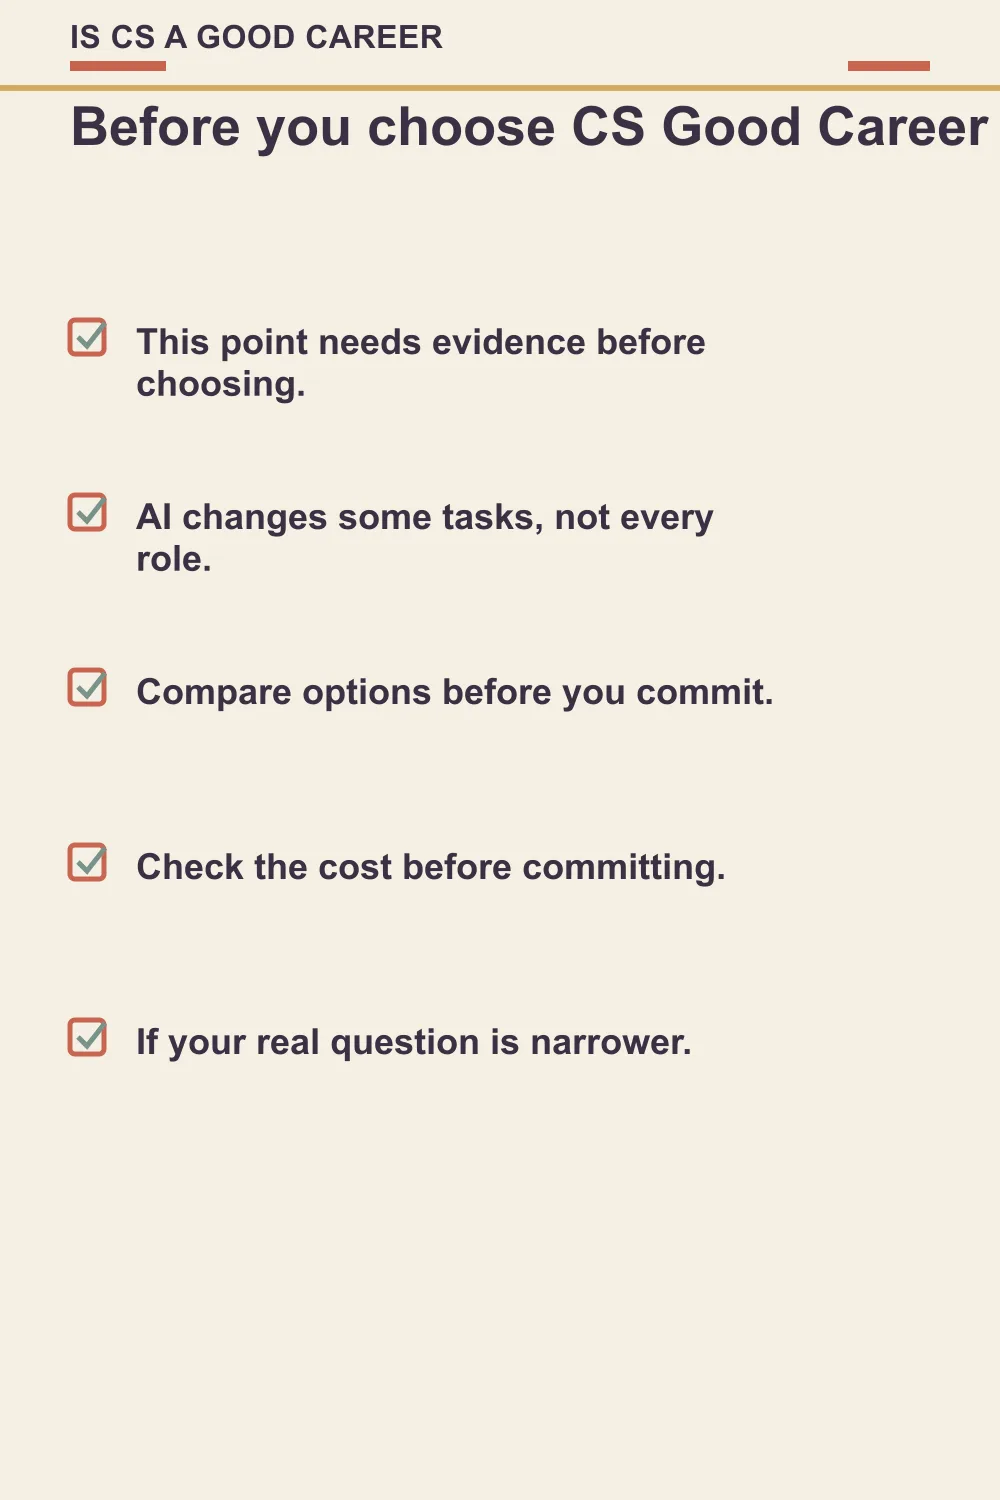 IS CS A GOOD CAREER
Before you choose CS Good Career
This point needs evidence before
choosing.
AI changes some tasks, not every
role.
Compare options before you commit.
Check the cost before committing.
If your real question is narrower.